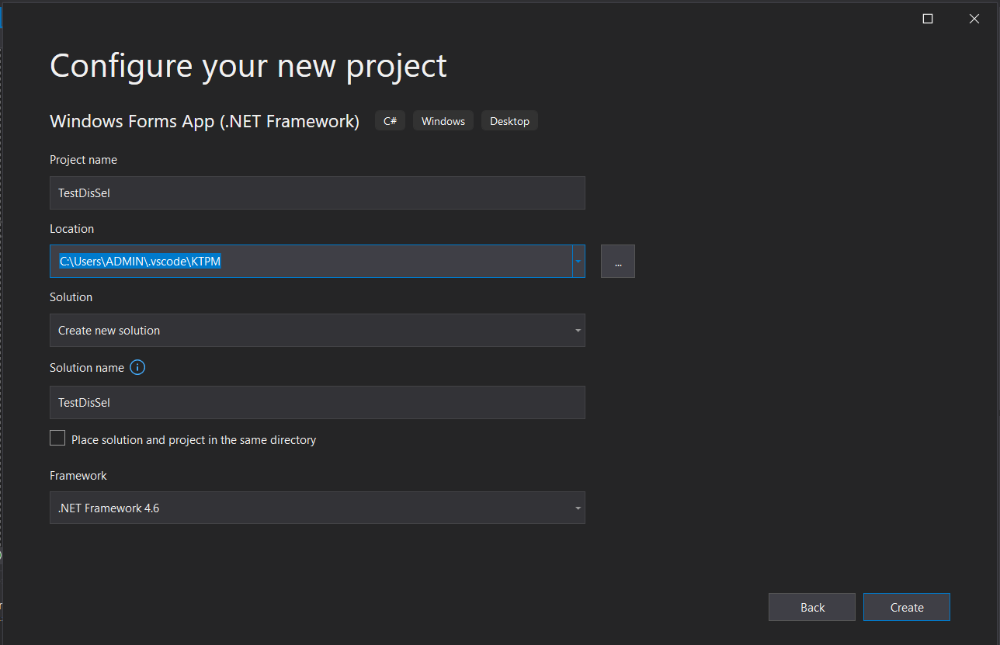 Configure your new project
Windows Forms App (.NET Framework) C# Windows Desktop
Project name
TestDisSel
Location
C:\Users\ADMIN\.vscode\KTPM
...
Solution
Create new solution
Solution name
TestDisSel
Place solution and project in the same directory
Framework
.NET Framework 4.6
Back Create